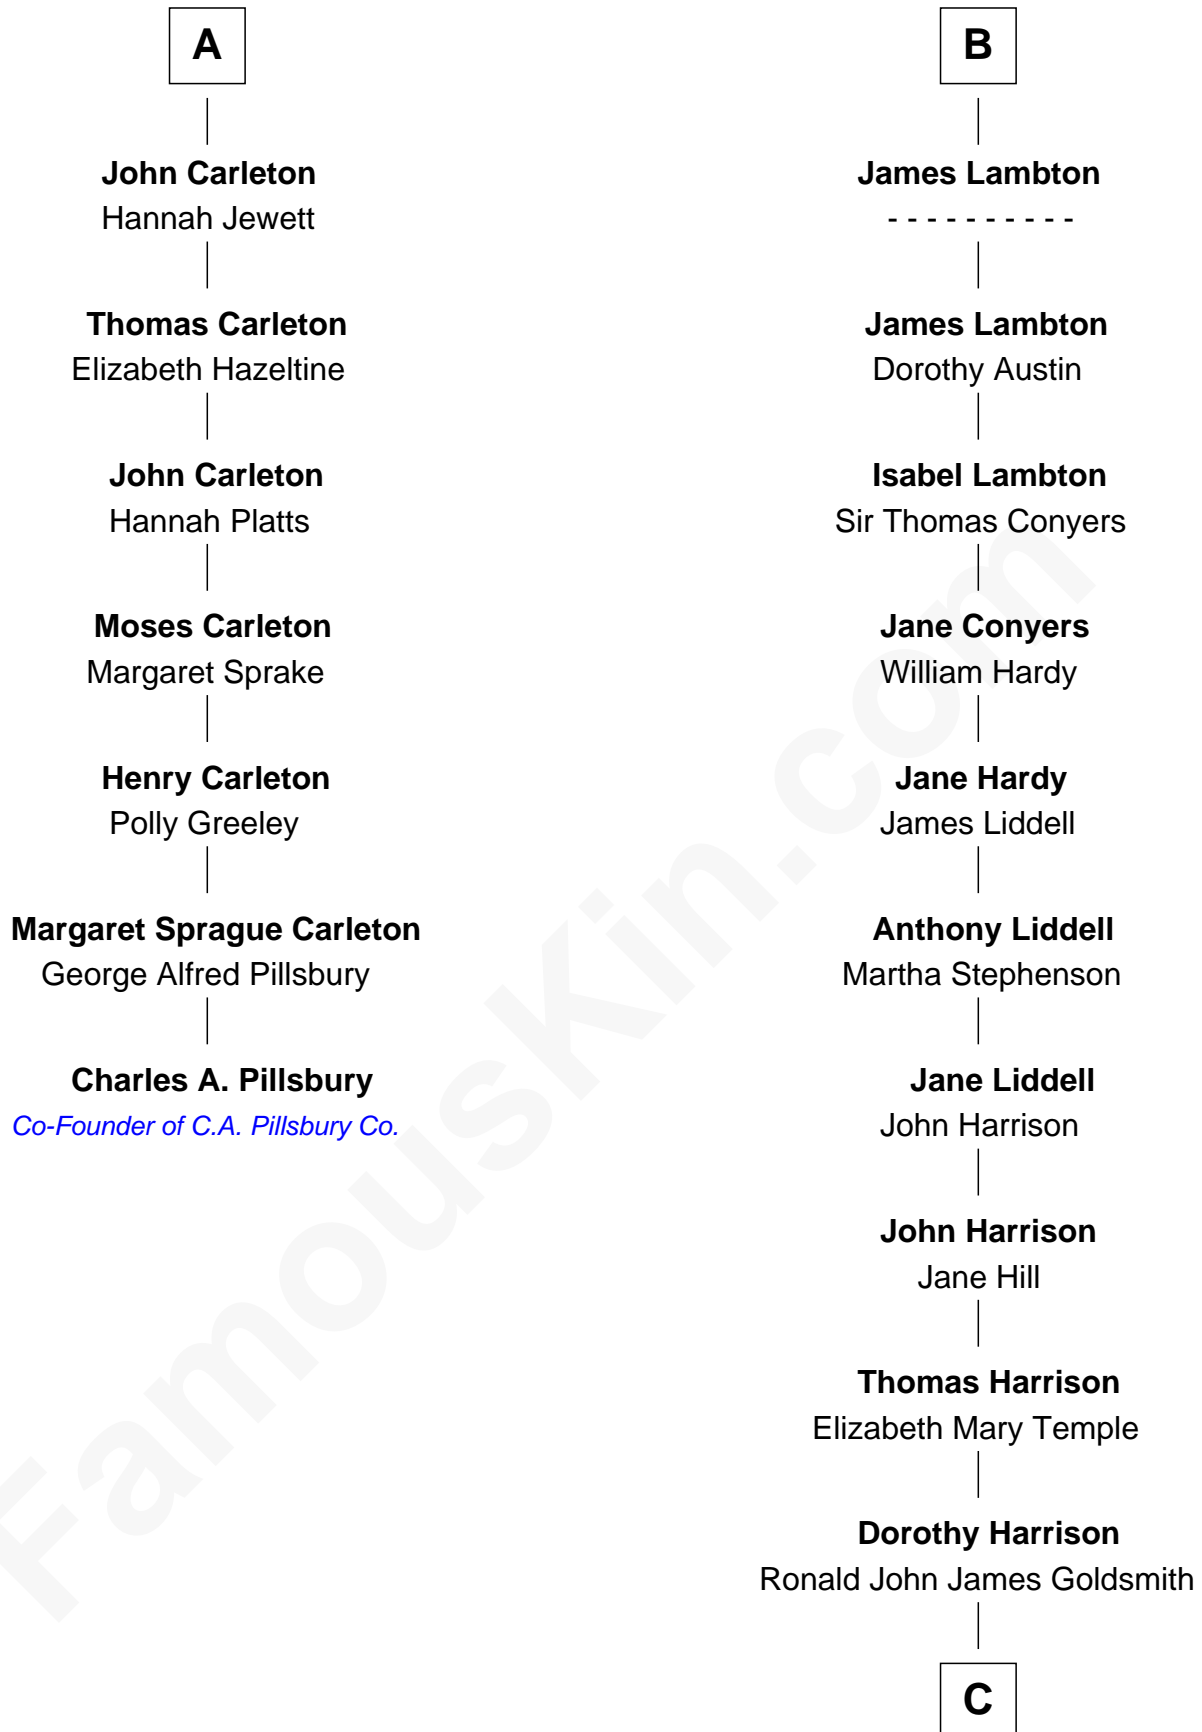 A
John Carleton
Hannah Jewett
Thomas Carleton
Elizabeth Hazeltine
John Carleton
Hannah Platts
Moses Carleton
Margaret Sprake
Henry Carleton
Polly Greeley
Margaret Sprague Carleton
George Alfred Pillsbury
Charles A. Pillsbury
Co-Founder of C.A. Pillsbury Co.
B
James Lambton
- - - - - - - - - -
James Lambton
Dorothy Austin
Isabel Lambton
Sir Thomas Conyers
Jane Conyers
William Hardy
Jane Hardy
James Liddell
Anthony Liddell
Martha Stephenson
Jane Liddell
John Harrison
John Harrison
Jane Hill
Thomas Harrison
Elizabeth Mary Temple
Dorothy Harrison
Ronald John James Goldsmith
C
FamousKin.com